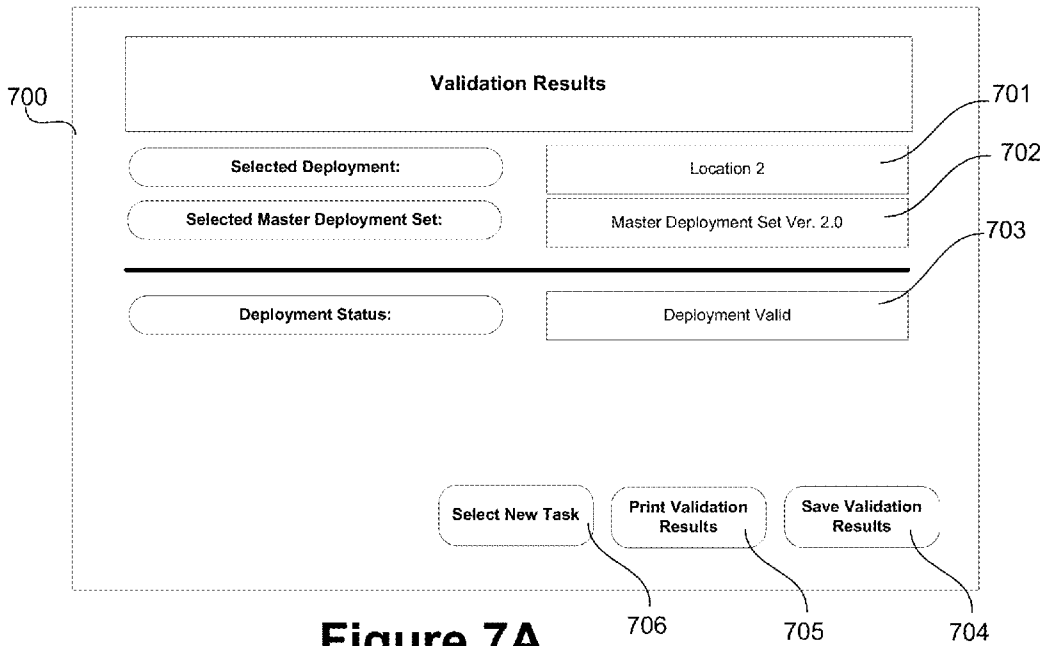 Validation Results
700
701
Selected Deployment:
Location 2
702
Selected Master Deployment Set:
Master Deployment Set Ver. 2.0
703
Deployment Status:
Deployment Valid
Select New Task
Print Validation
Results
Save Validation
Results
706
705
704
Figure 7A